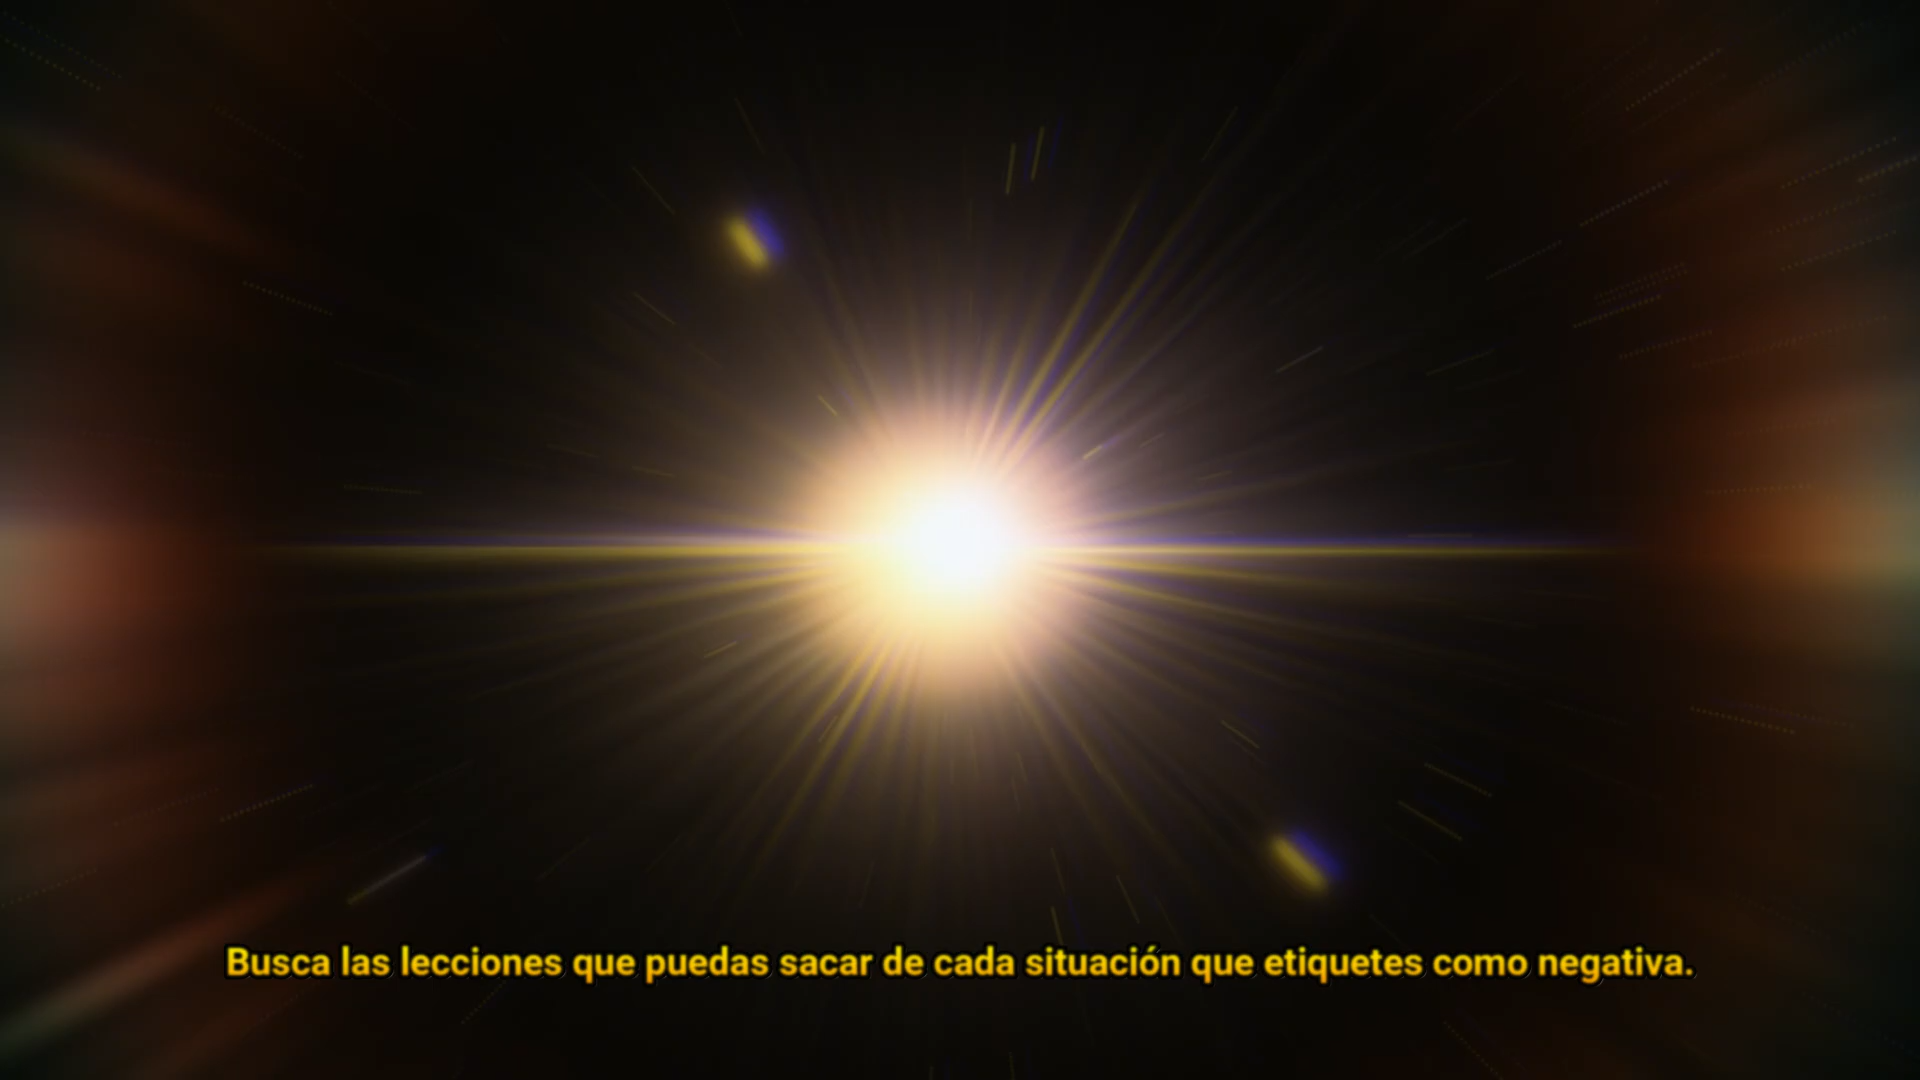 Busca las lecciones que puedas sacar de cada situación que etiquetes como negativa.